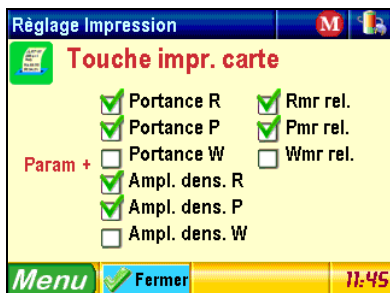 Règlage Impression
M
Touche impr. carte
Portance R
Rmr rel.
Portance P
Pmr rel.
Param +
Portance W
Wmr rel.
Ampl. dens. R
Ampl. dens. P
Ampl. dens. W
Menu
Fermer
11:45